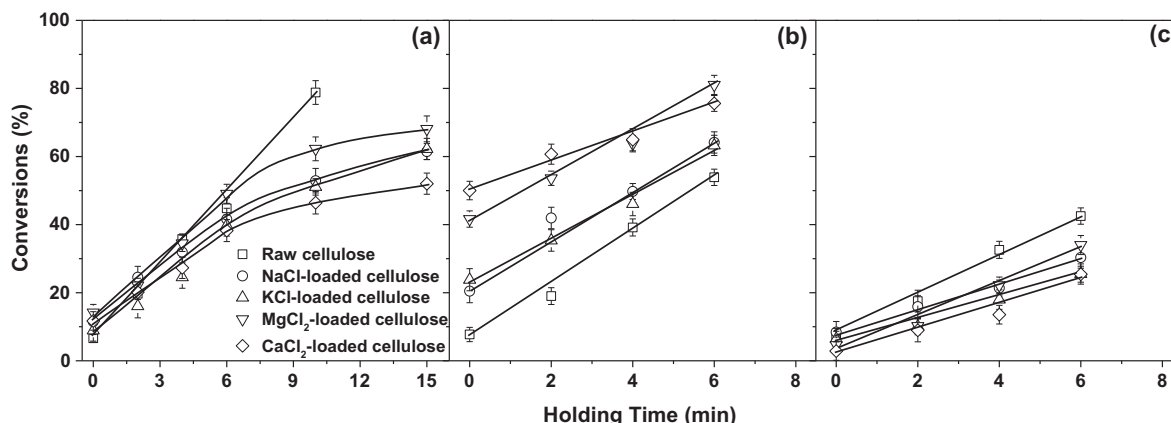 100
80
60
40
20
0
Conversions (%)
(a)
(b)
(c
Raw cellulose
NaCl-loaded cellulose
KCl-loaded cellulose
MgCl₂-loaded cellulose
CaCl₂-loaded cellulose
0 3 6 9 12 15 0 2 4 6 8 0 2 4 6 8
Holding Time (min)